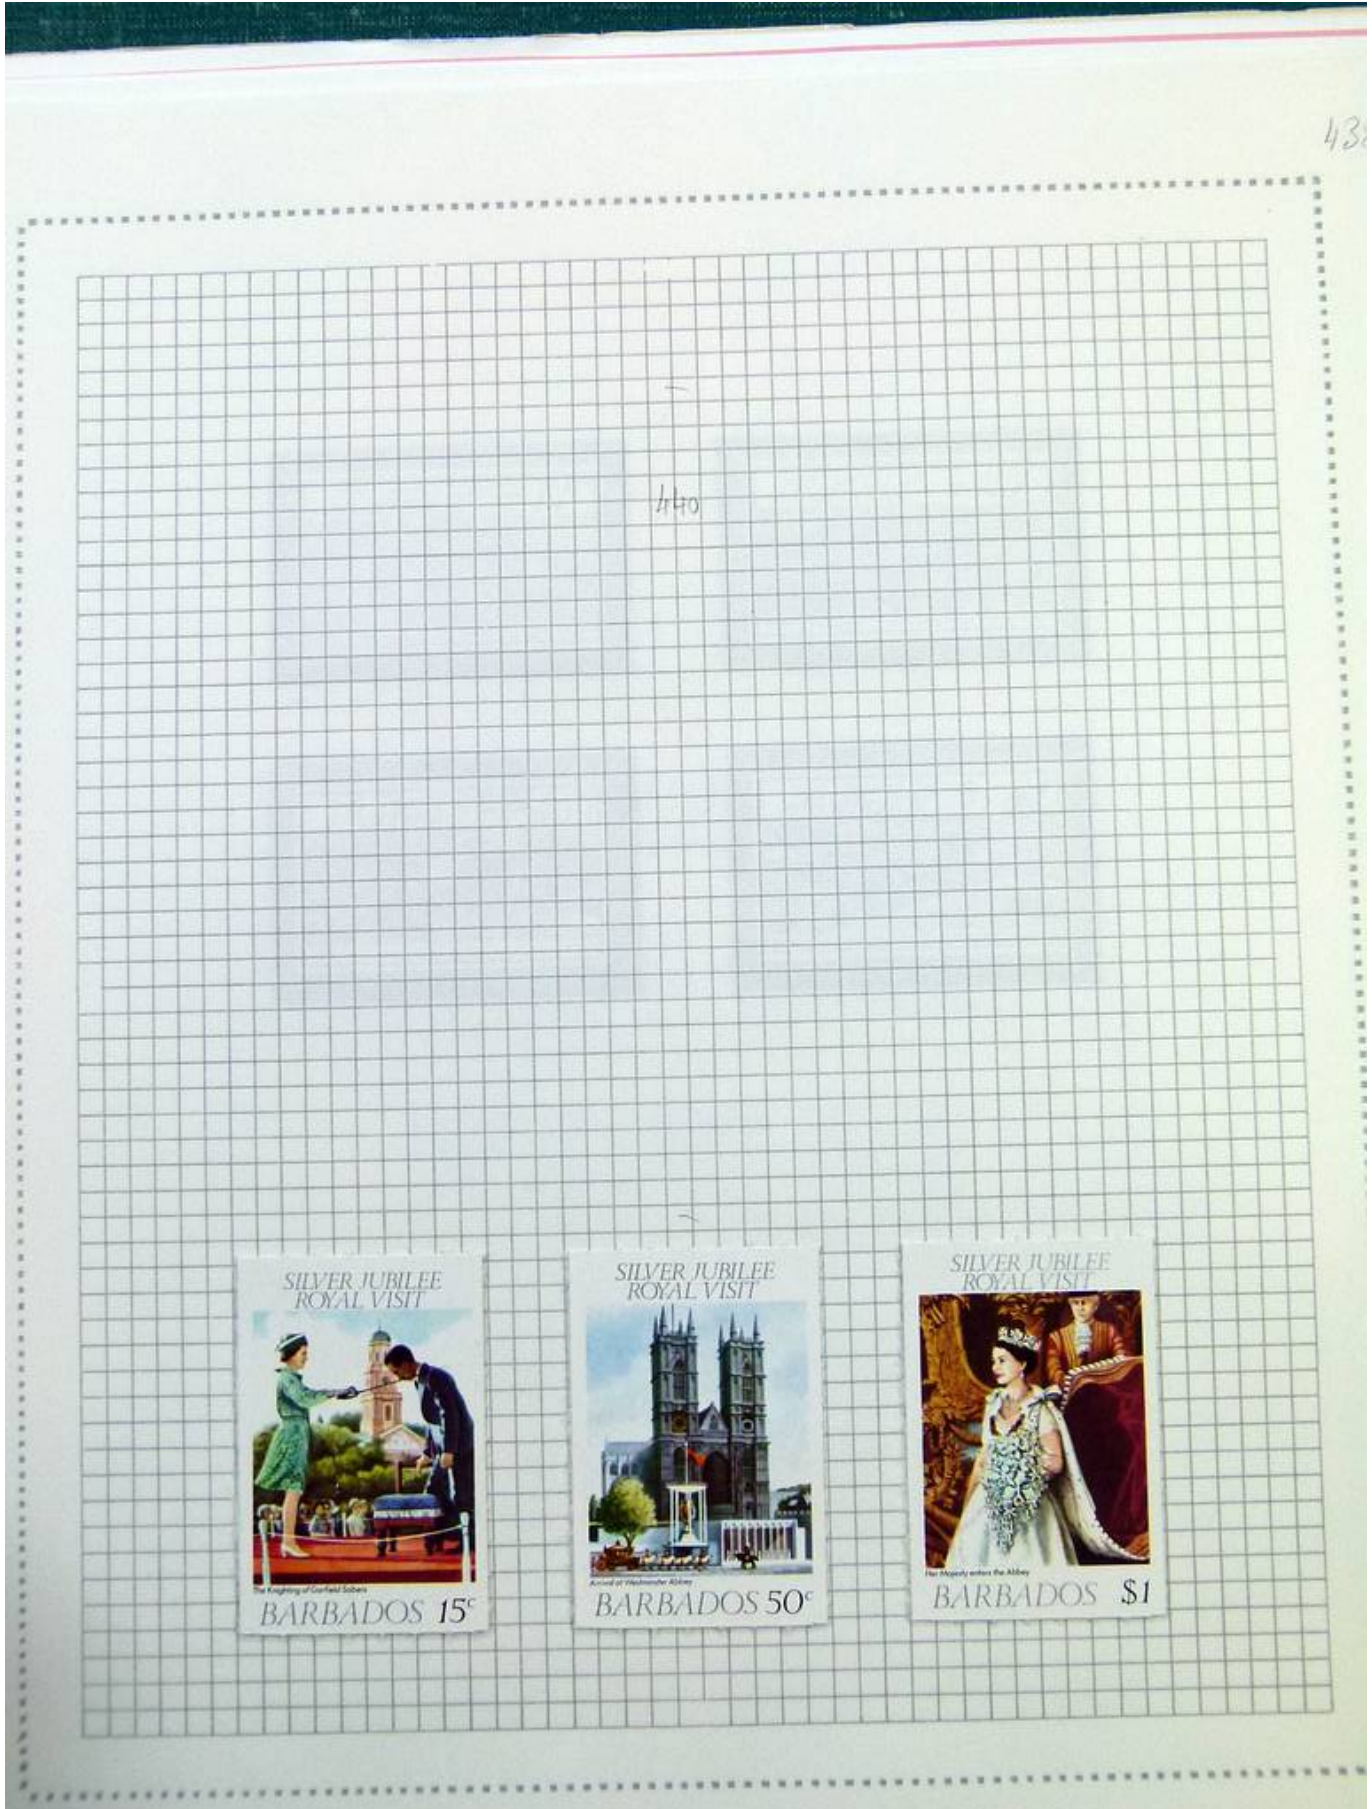 440
SILVER JUBILEE
ROYAL VISIT
The Knighting of Garfield Sobers
BARBADOS 15c
SILVER JUBILEE
ROYAL VISIT
Arrival at Westminster Abbey
BARBADOS 50c
SILVER JUBILEE
ROYAL VISIT
Her Majesty enters the Abbey
BARBADOS $1